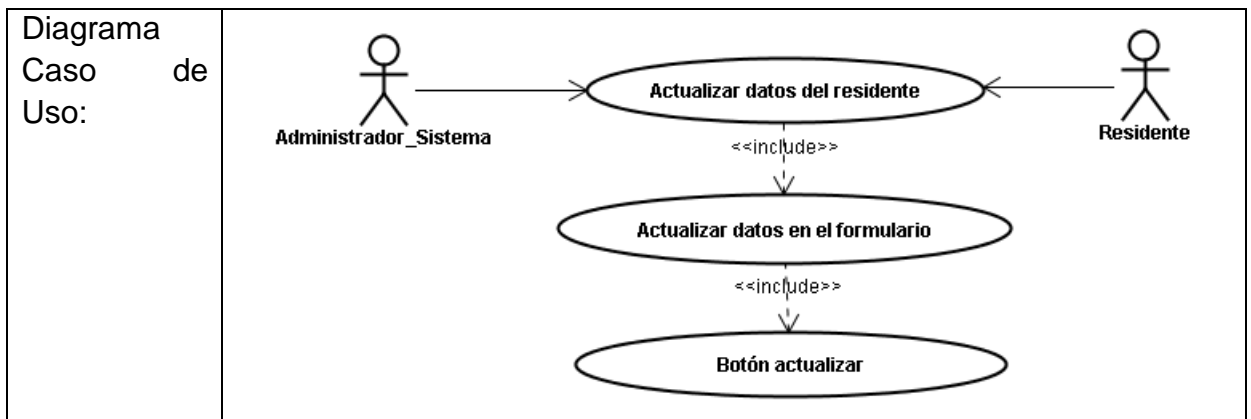 Diagrama
Caso de
Uso:
Actualizar datos del residente
Administrador_Sistema
Residente
<<include>>
Actualizar datos en el formulario
<<include>>
Botón actualizar